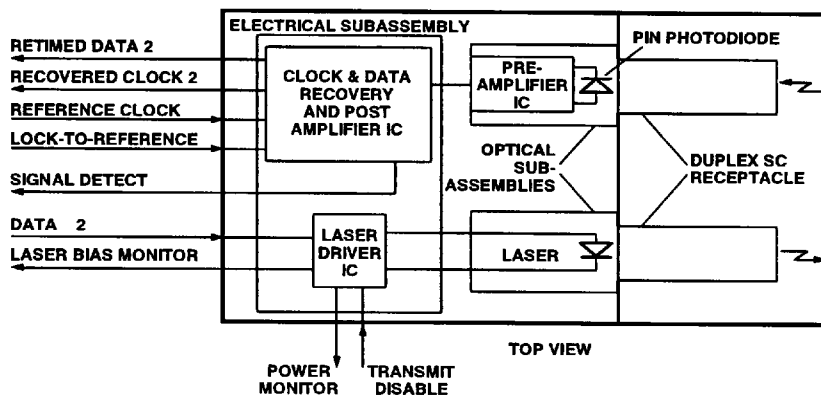 ELECTRICAL SUBASSEMBLY
RETIMED DATA 2
RECOVERED CLOCK 2
REFERENCE CLOCK
LOCK-TO-REFERENCE
SIGNAL DETECT
DATA 2
LASER BIAS MONITOR
CLOCK & DATA
RECOVERY
AND POST
AMPLIFIER IC
LASER
DRIVER
IC
POWER
MONITOR
TRANSMIT
DISABLE
PRE-
AMPLIFIER
IC
PIN PHOTODIODE
OPTICAL
SUB-
ASSEMBLIES
DUPLEX SC
RECEPTACLE
LASER
TOP VIEW